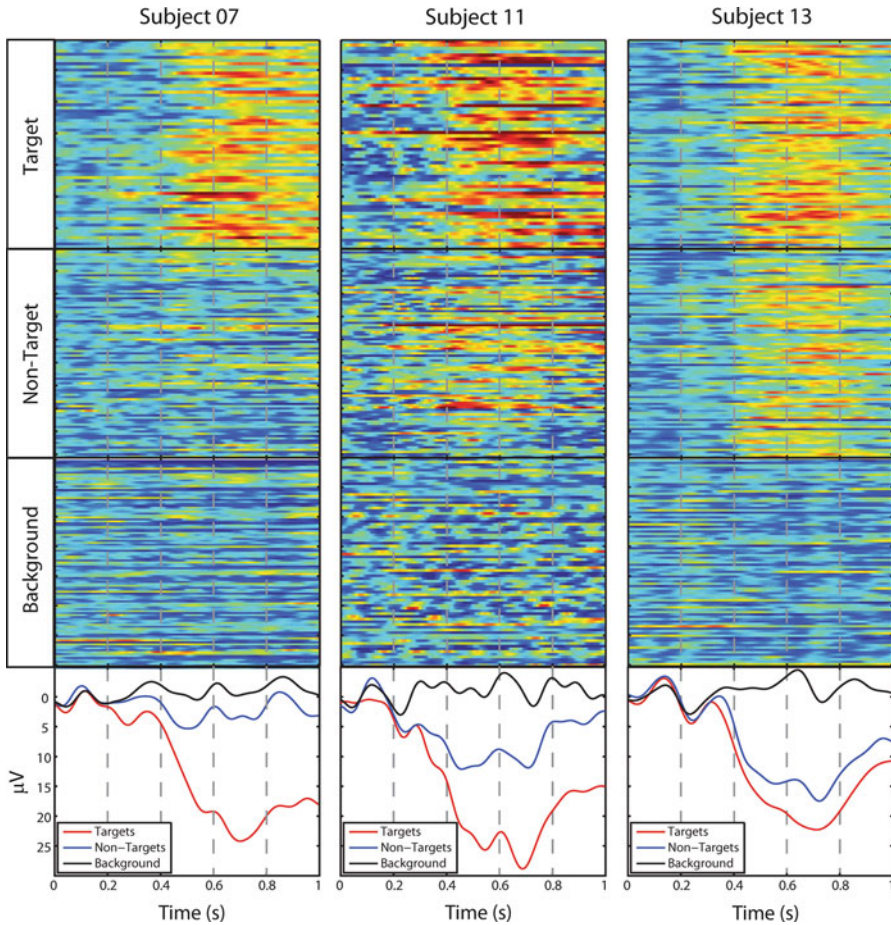 Subject 07 Subject 11 Subject 13
Target
Non-Target
Background
μV
0
5
10
15
20
25
Targets
Non-Targets
Background
Targets
Non-Targets
Background
Targets
Non-Targets
Background
0 0.2 0.4 0.6 0.8 1 0 0.2 0.4 0.6 0.8 1 0 0.2 0.4 0.6 0.8 1
Time (s) Time (s) Time (s)